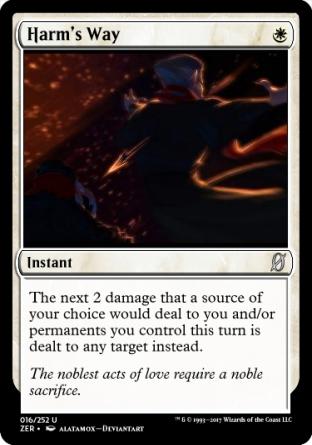 Harm's Way
Instant
The next 2 damage that a source of
your choice would deal to you and/or
permanents you control this turn is
dealt to any target instead.
The noblest acts of love require a noble
sacrifice.
016/252 U
ZER • ALATAMOX—DEVIANTART
™ & © 1993–2017 Wizards of the Coast LLC